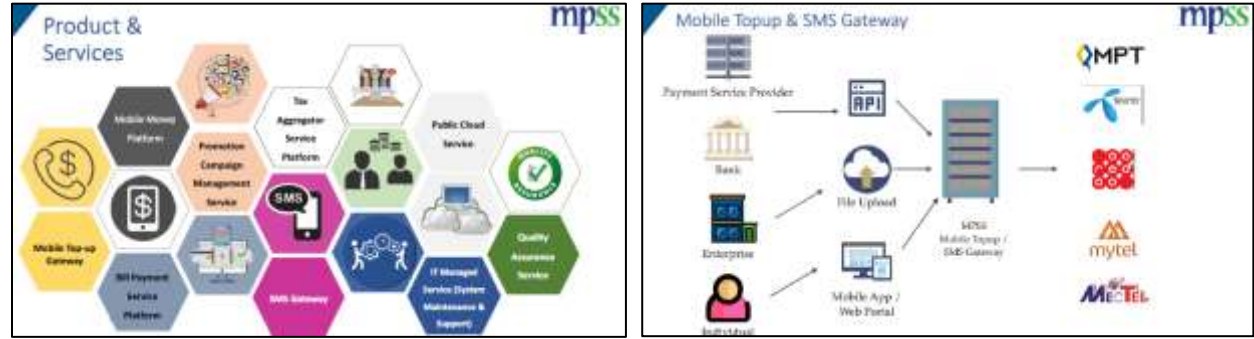 Product &
Services
mpss
Mobile Money
Platform
Promotion
Campaign
Management
Service
Tax
Aggregator
Service
Platform
Public Cloud
Service
QUALITY
ASSURANCE
SMS
Mobile Top-up
Gateway
Bill Payment
Service
Platform
SMS Gateway
IT Managed
Service (System
Maintenance &
Support)
Quality
Assurance
Service
Mobile Topup & SMS Gateway
mpss
Payment Service Provider
API
Bank
File Upload
Enterprise
Mobile App /
Web Portal
Individual
MPSS
Mobile Topup /
SMS Gateway
MPT
mytel
MECTEL